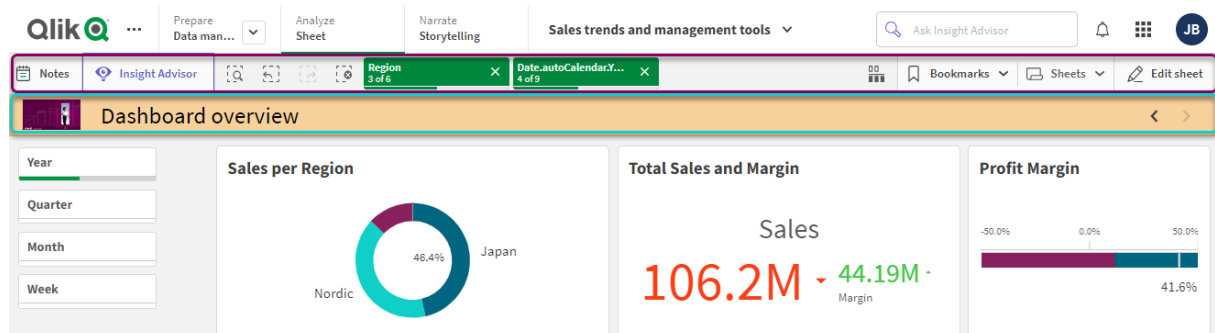 Qlik
Prepare
Data man...
Analyze
Sheet
Narrate
Storytelling
Sales trends and management tools
Ask Insight Advisor
JB
Notes
Insight Advisor
Region
3 of 6
Date.autoCalendar.Y...
4 of 9
Bookmarks
Sheets
Edit sheet
Dashboard overview
Year
Quarter
Month
Week
Sales per Region
46.4%
Japan
Nordic
Total Sales and Margin
Sales
106.2M
44.19M
Margin
Profit Margin
-50.0%
0.0%
50.0%
41.6%